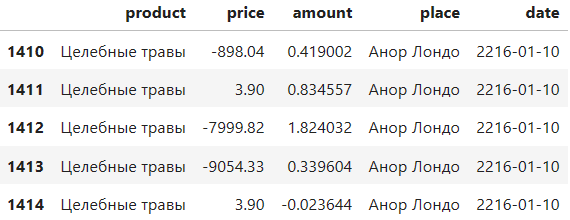 product price amount place date
1410 Целебные травы -898.04 0.419002 Анор Лондо 2216-01-10
1411 Целебные травы 3.90 0.834557 Анор Лондо 2216-01-10
1412 Целебные травы -7999.82 1.824032 Анор Лондо 2216-01-10
1413 Целебные травы -9054.33 0.339604 Анор Лондо 2216-01-10
1414 Целебные травы 3.90 -0.023644 Анор Лондо 2216-01-10